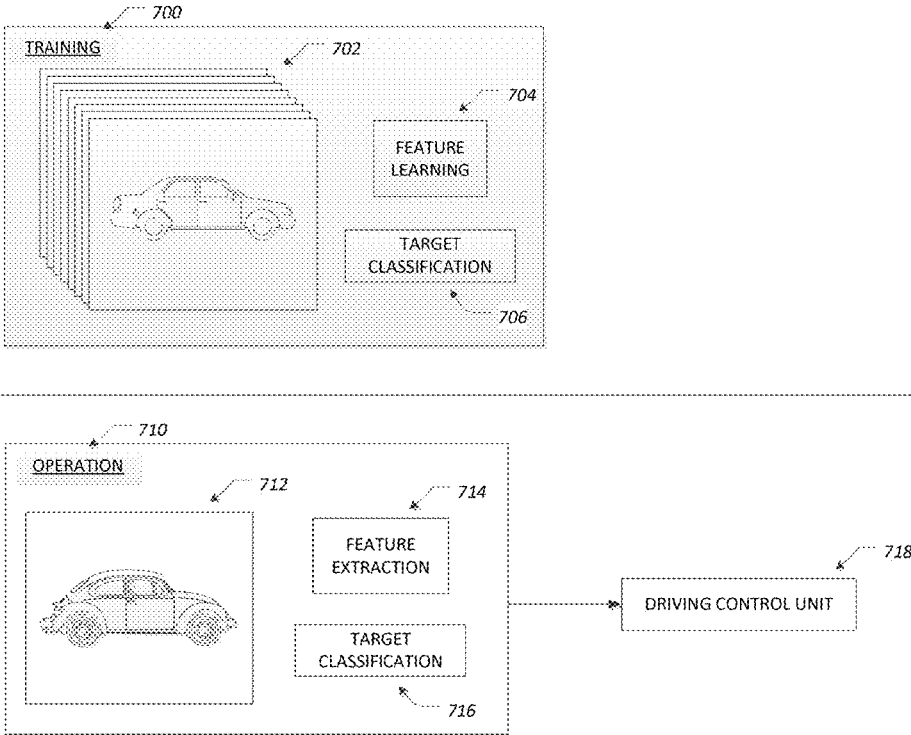 700
TRAINING
702
704
FEATURE
LEARNING
TARGET
CLASSIFICATION
706
710
OPERATION
712
714
FEATURE
EXTRACTION
718
DRIVING CONTROL UNIT
TARGET
CLASSIFICATION
716